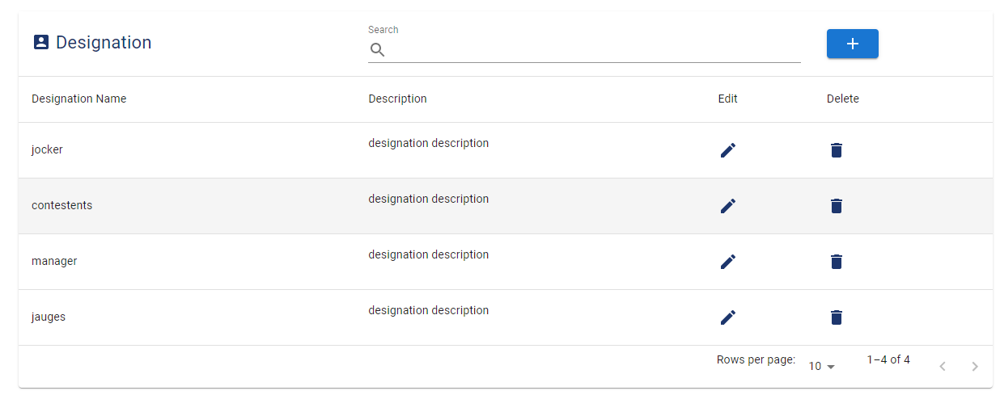 Designation
Search
Designation Name Description Edit Delete
jocker designation description
contestents designation description
manager designation description
jauges designation description
Rows per page: 10 1–4 of 4